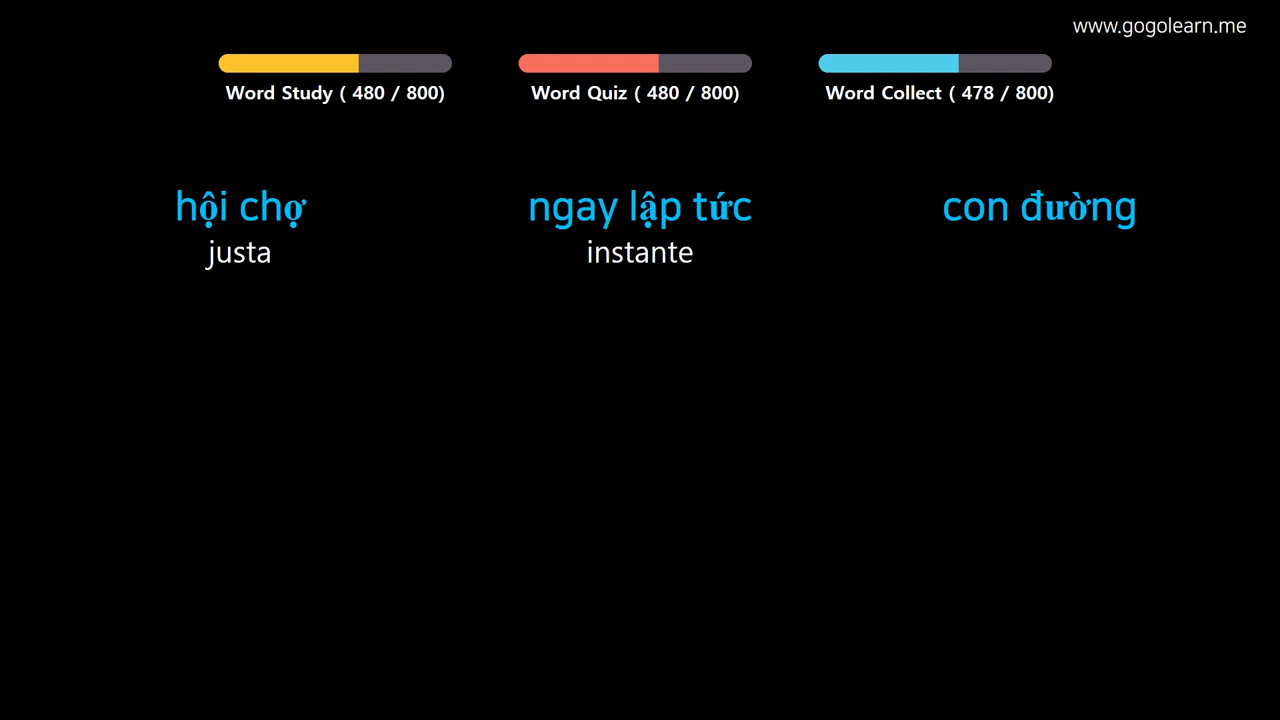 www.gogolearn.me
Word Study ( 480 / 800)
Word Quiz ( 480 / 800)
Word Collect ( 478 / 800)
hội chợ
justa
ngay lập tức
instante
con đường